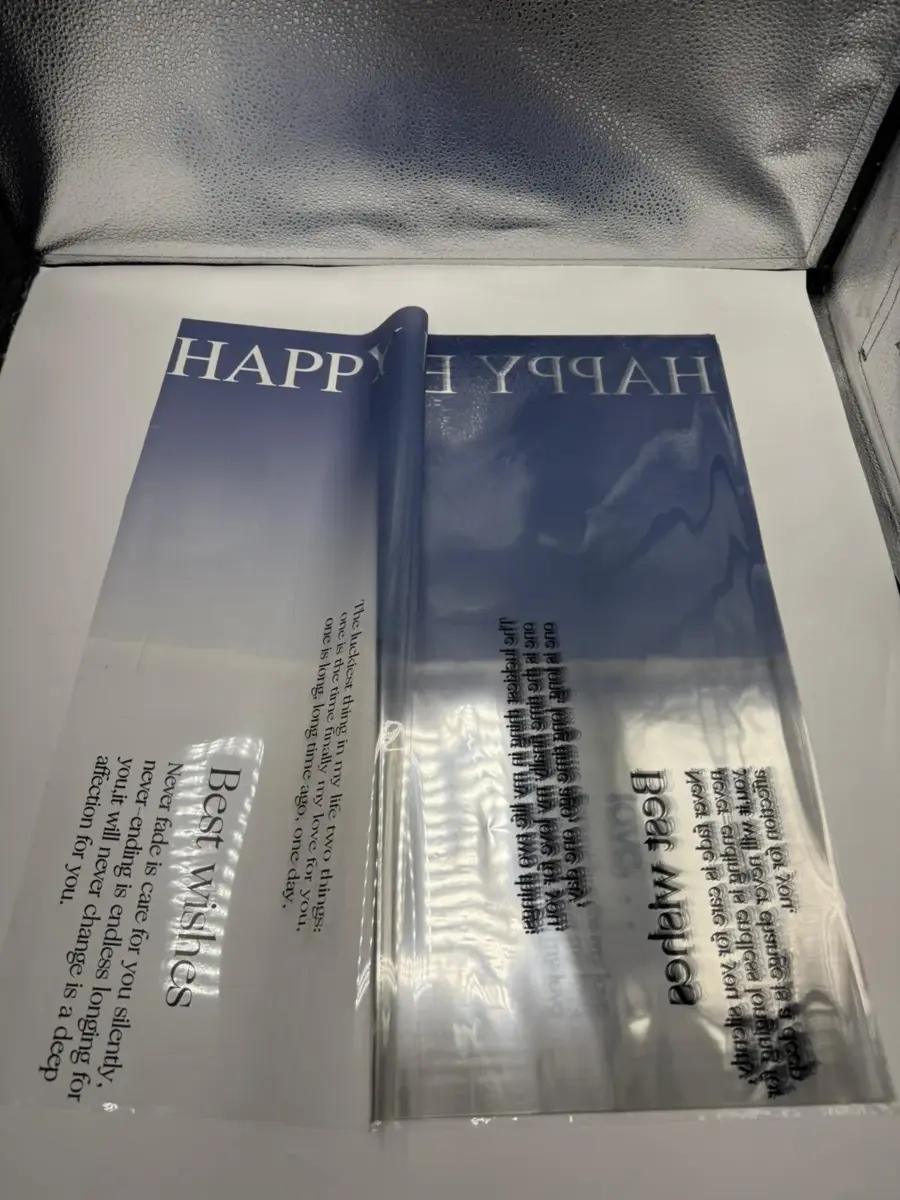 HAPPY
HAPPY E
The luckiest thing in my life two things:
one is the time finally my love for you,
one is long, long time ago, one day,
Best wishes
Never fade is care for you silently,
never-ending is endless longing for
you,it will never change is a deep
affection for you.
Best wishes